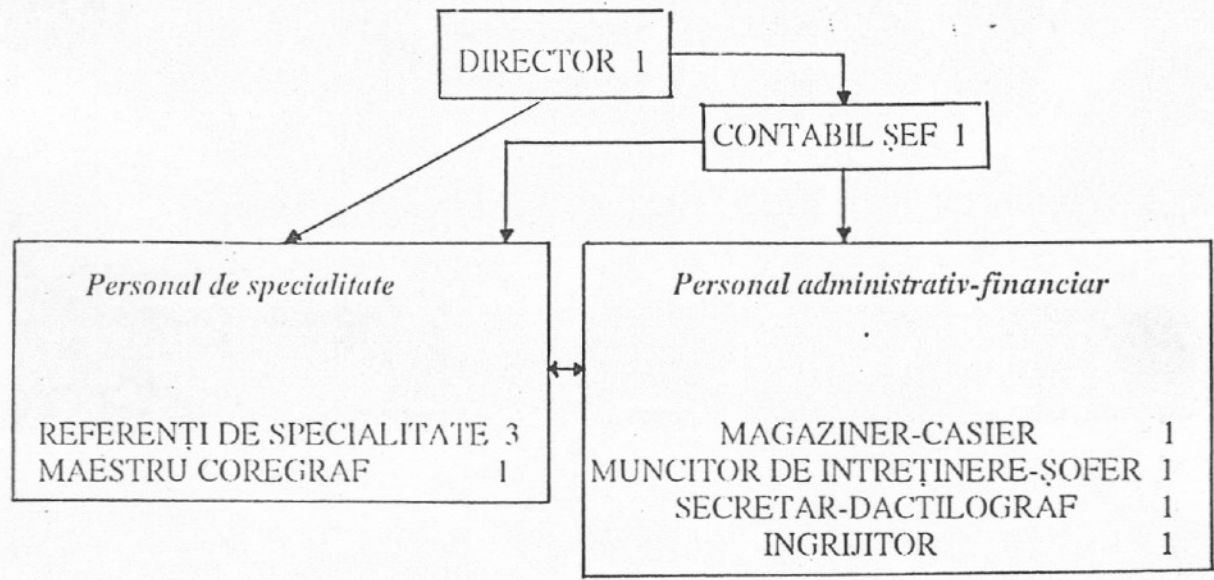 DIRECTOR 1
CONTABIL ȘEF 1
Personal de specialitate
REFERENȚI DE SPECIALITATE 3
MAESTRU COREGRAF 1
Personal administrativ-financiar
MAGAZINER-CASIER 1
MUNCITOR DE INTREȚINERE-ȘOFER 1
SECRETAR-DACTILOGRAF 1
INGRIJITOR 1